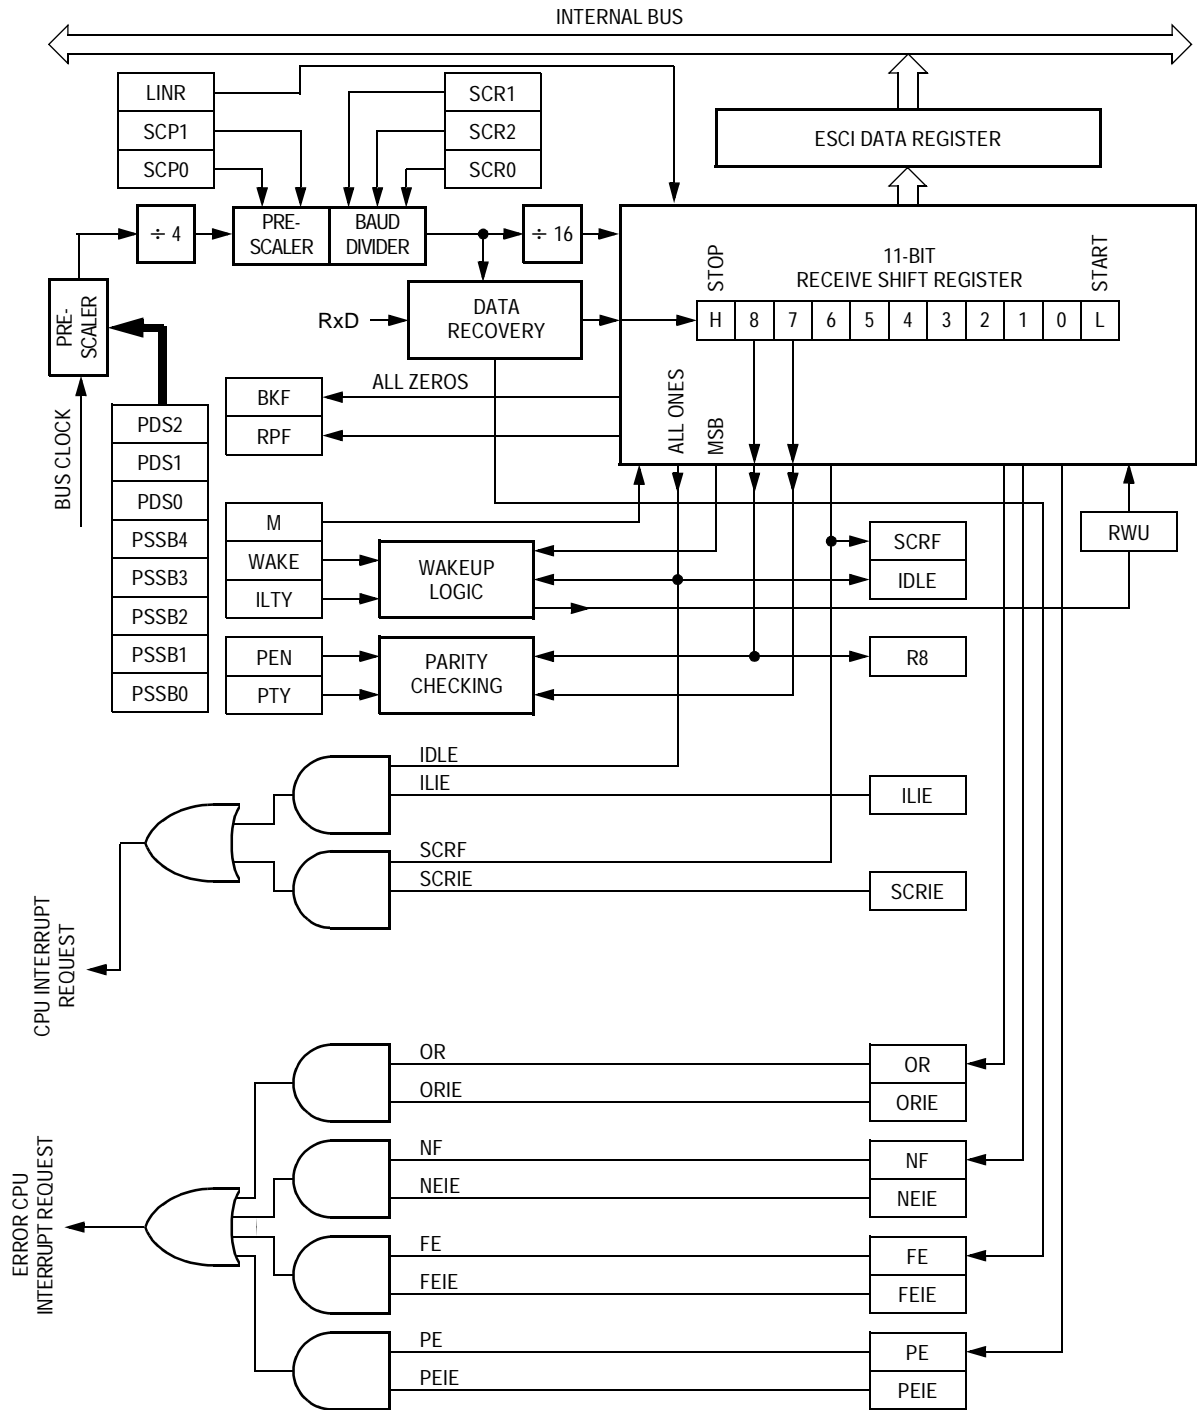 INTERNAL BUS
LINR
SCP1
SCP0
SCR1
SCR2
SCR0
ESCI DATA REGISTER
÷ 4
PRE-
SCALER
BAUD
DIVIDER
÷ 16
STOP
11-BIT
RECEIVE SHIFT REGISTER
START
PRE-
SCALER
RxD
DATA
RECOVERY
H 8 7 6 5 4 3 2 1 0 L
BUS CLOCK
ALL ZEROS
BKF
RPF
ALL ONES
MSB
PDS2
PDS1
PDS0
PSSB4
PSSB3
PSSB2
PSSB1
PSSB0
M
WAKE
ILTY
WAKEUP
LOGIC
SCRF
IDLE
RWU
PEN
PTY
PARITY
CHECKING
R8
IDLE
ILIE
ILIE
SCRF
SCRIE
SCRIE
CPU INTERRUPT
REQUEST
OR
ORIE
OR
ORIE
NF
NEIE
NF
NEIE
ERROR CPU
INTERRUPT REQUEST
FE
FEIE
FE
FEIE
PE
PEIE
PE
PEIE